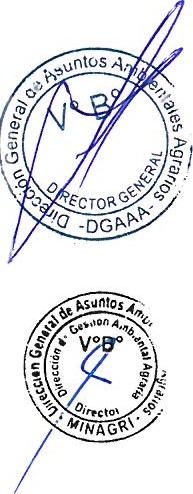 Dirección General de Asuntos Ambientales Agrarios
V° B°
DIRECTOR GENERAL
-DGAAA-
Dirección General de Asuntos Agrarios
Dirección de Gestión Ambiental Agraria
V°B°
Director
MINAGRI